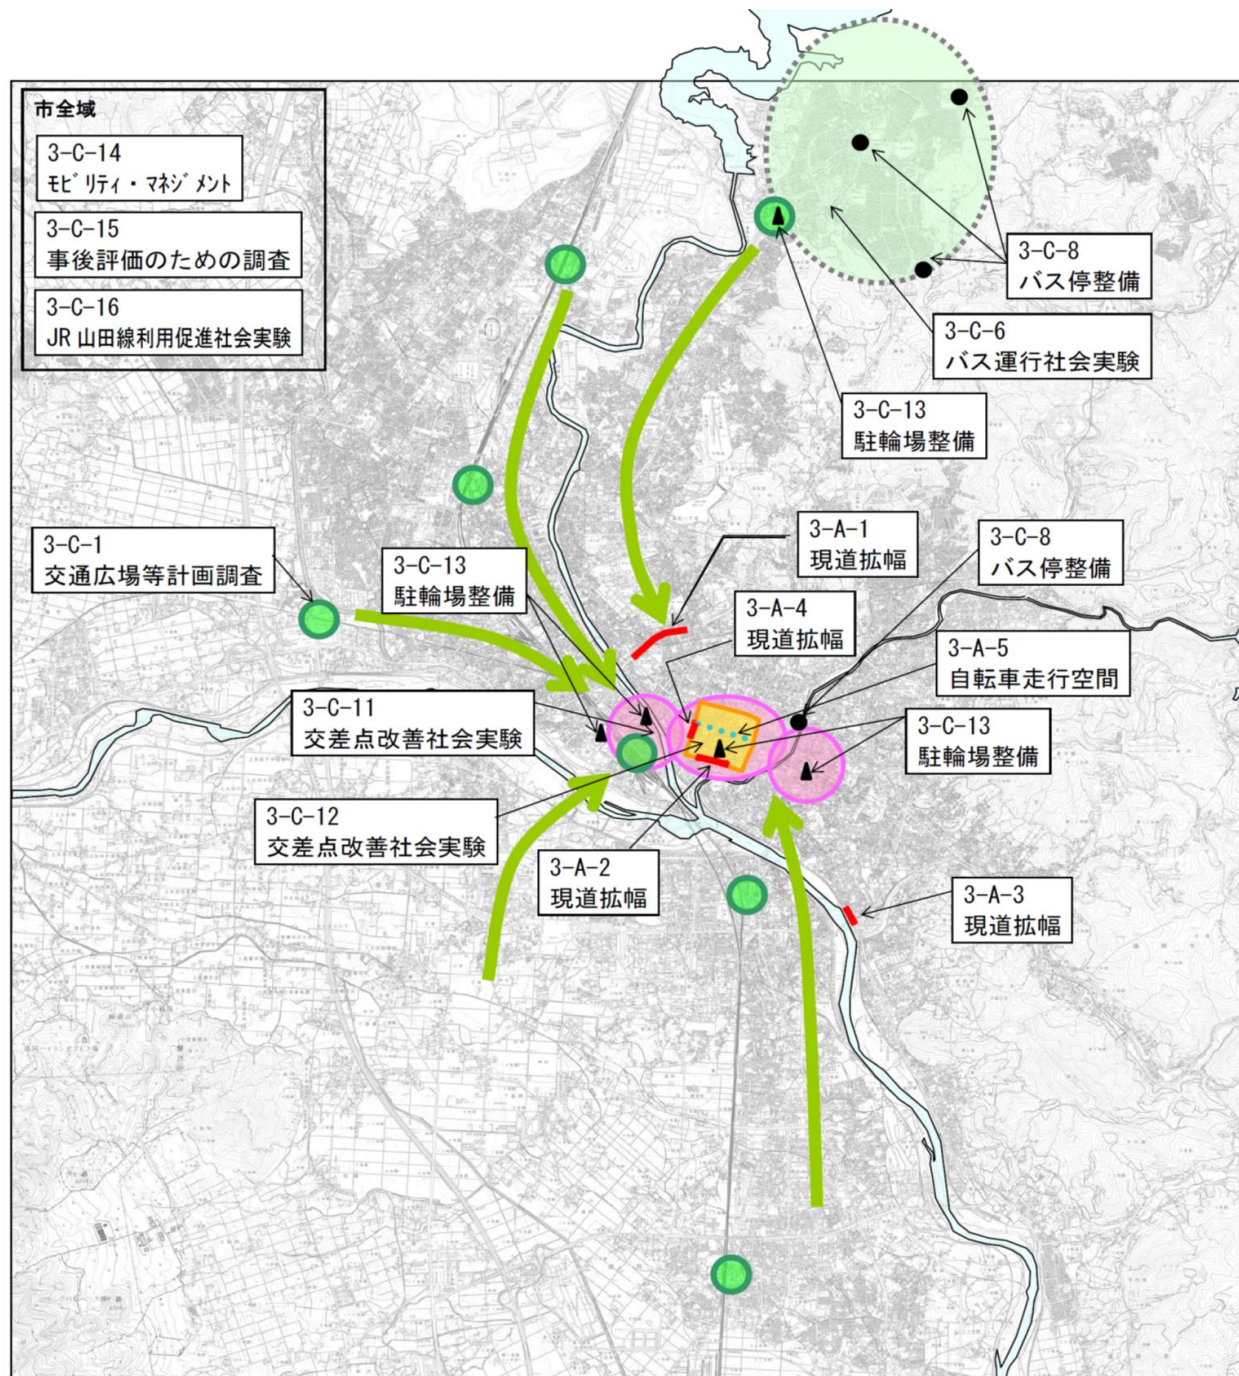 市全域
3-C-14
モビリティ・マネジメント
3-C-15
事後評価のための調査
3-C-16
JR 山田線利用促進社会実験
3-C-8
バス停整備
3-C-6
バス運行社会実験
3-C-13
駐輪場整備
3-C-1
交通広場等計画調査
3-C-13
駐輪場整備
3-A-1
現道拡幅
3-C-8
バス停整備
3-A-4
現道拡幅
3-A-5
自転車走行空間
3-C-11
交差点改善社会実験
3-C-13
駐輪場整備
3-C-12
交差点改善社会実験
3-A-2
現道拡幅
3-A-3
現道拡幅